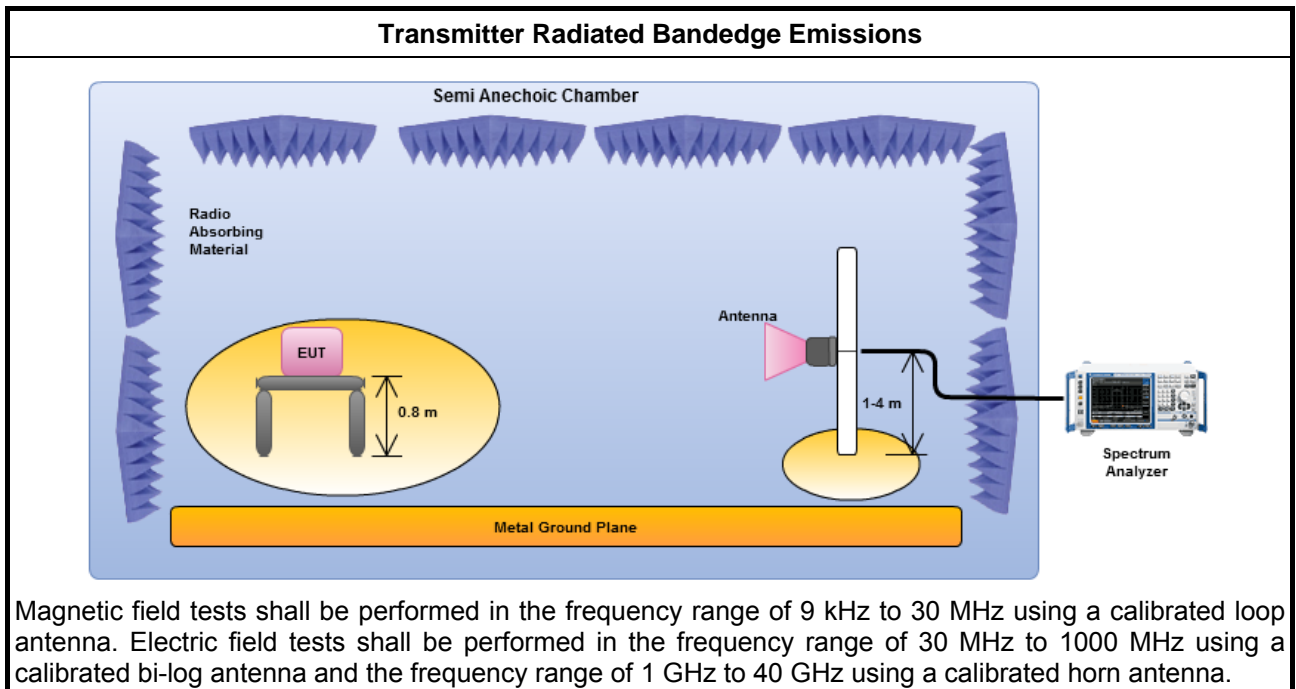 Transmitter Radiated Bandedge Emissions
Semi Anechoic Chamber
Radio
Absorbing
Material
Antenna
EUT
0.8 m
1-4 m
Spectrum
Analyzer
Metal Ground Plane
Magnetic field tests shall be performed in the frequency range of 9 kHz to 30 MHz using a calibrated loop
antenna. Electric field tests shall be performed in the frequency range of 30 MHz to 1000 MHz using a
calibrated bi-log antenna and the frequency range of 1 GHz to 40 GHz using a calibrated horn antenna.